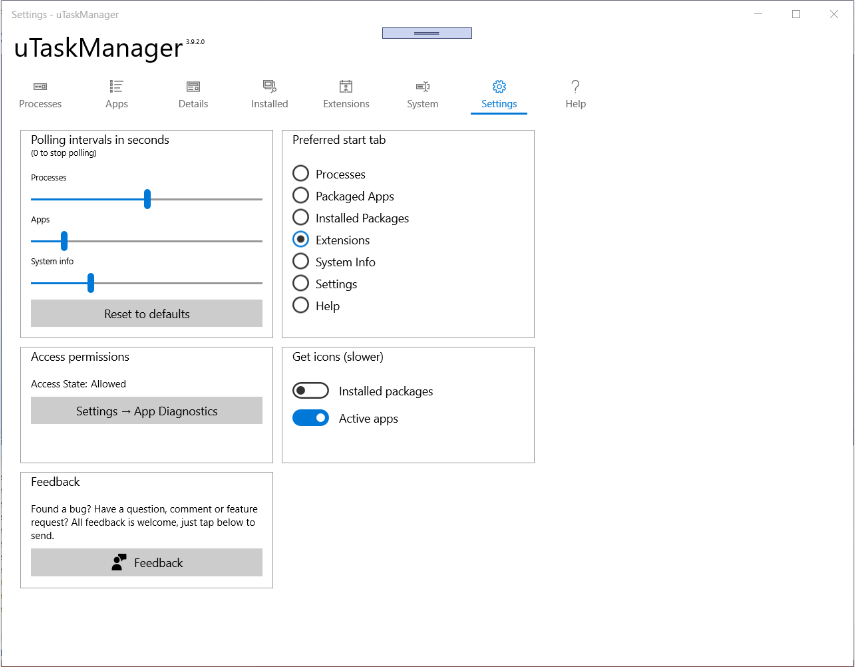 Settings - uTaskManager
uTaskManager 3.9.2.0
Processes Apps Details Installed Extensions System Settings Help
Polling intervals in seconds
(0 to stop polling)
Processes
Apps
System info
Reset to defaults
Preferred start tab
Processes
Packaged Apps
Installed Packages
Extensions
System Info
Settings
Help
Access permissions
Access State: Allowed
Settings → App Diagnostics
Get icons (slower)
Installed packages
Active apps
Feedback
Found a bug? Have a question, comment or feature
request? All feedback is welcome, just tap below to
send.
Feedback